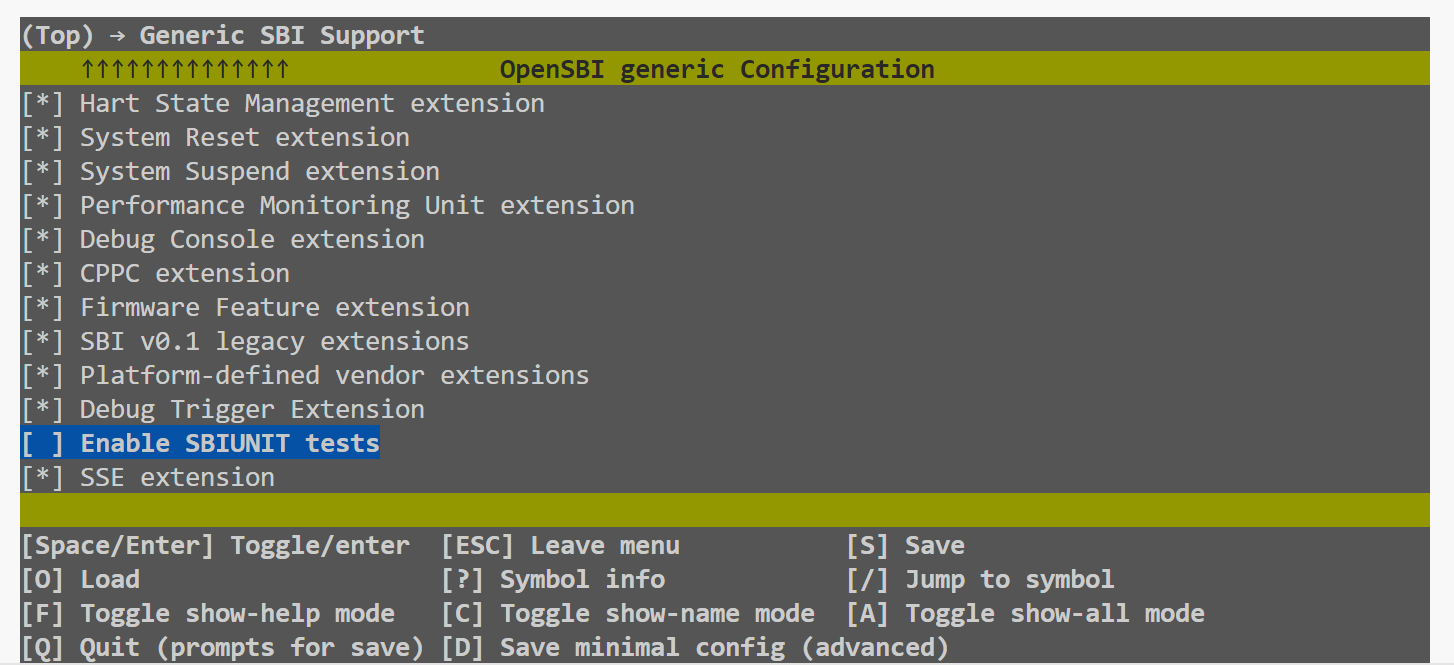 (Top) → Generic SBI Support
↑↑↑↑↑↑↑↑↑↑↑↑↑↑ OpenSBI generic Configuration
[*] Hart State Management extension
[*] System Reset extension
[*] System Suspend extension
[*] Performance Monitoring Unit extension
[*] Debug Console extension
[*] CPPC extension
[*] Firmware Feature extension
[*] SBI v0.1 legacy extensions
[*] Platform-defined vendor extensions
[*] Debug Trigger Extension
[ ] Enable SBIUNIT tests
[*] SSE extension
[Space/Enter] Toggle/enter [ESC] Leave menu [S] Save
[O] Load [?] Symbol info [/] Jump to symbol
[F] Toggle show-help mode [C] Toggle show-name mode [A] Toggle show-all mode
[Q] Quit (prompts for save) [D] Save minimal config (advanced)